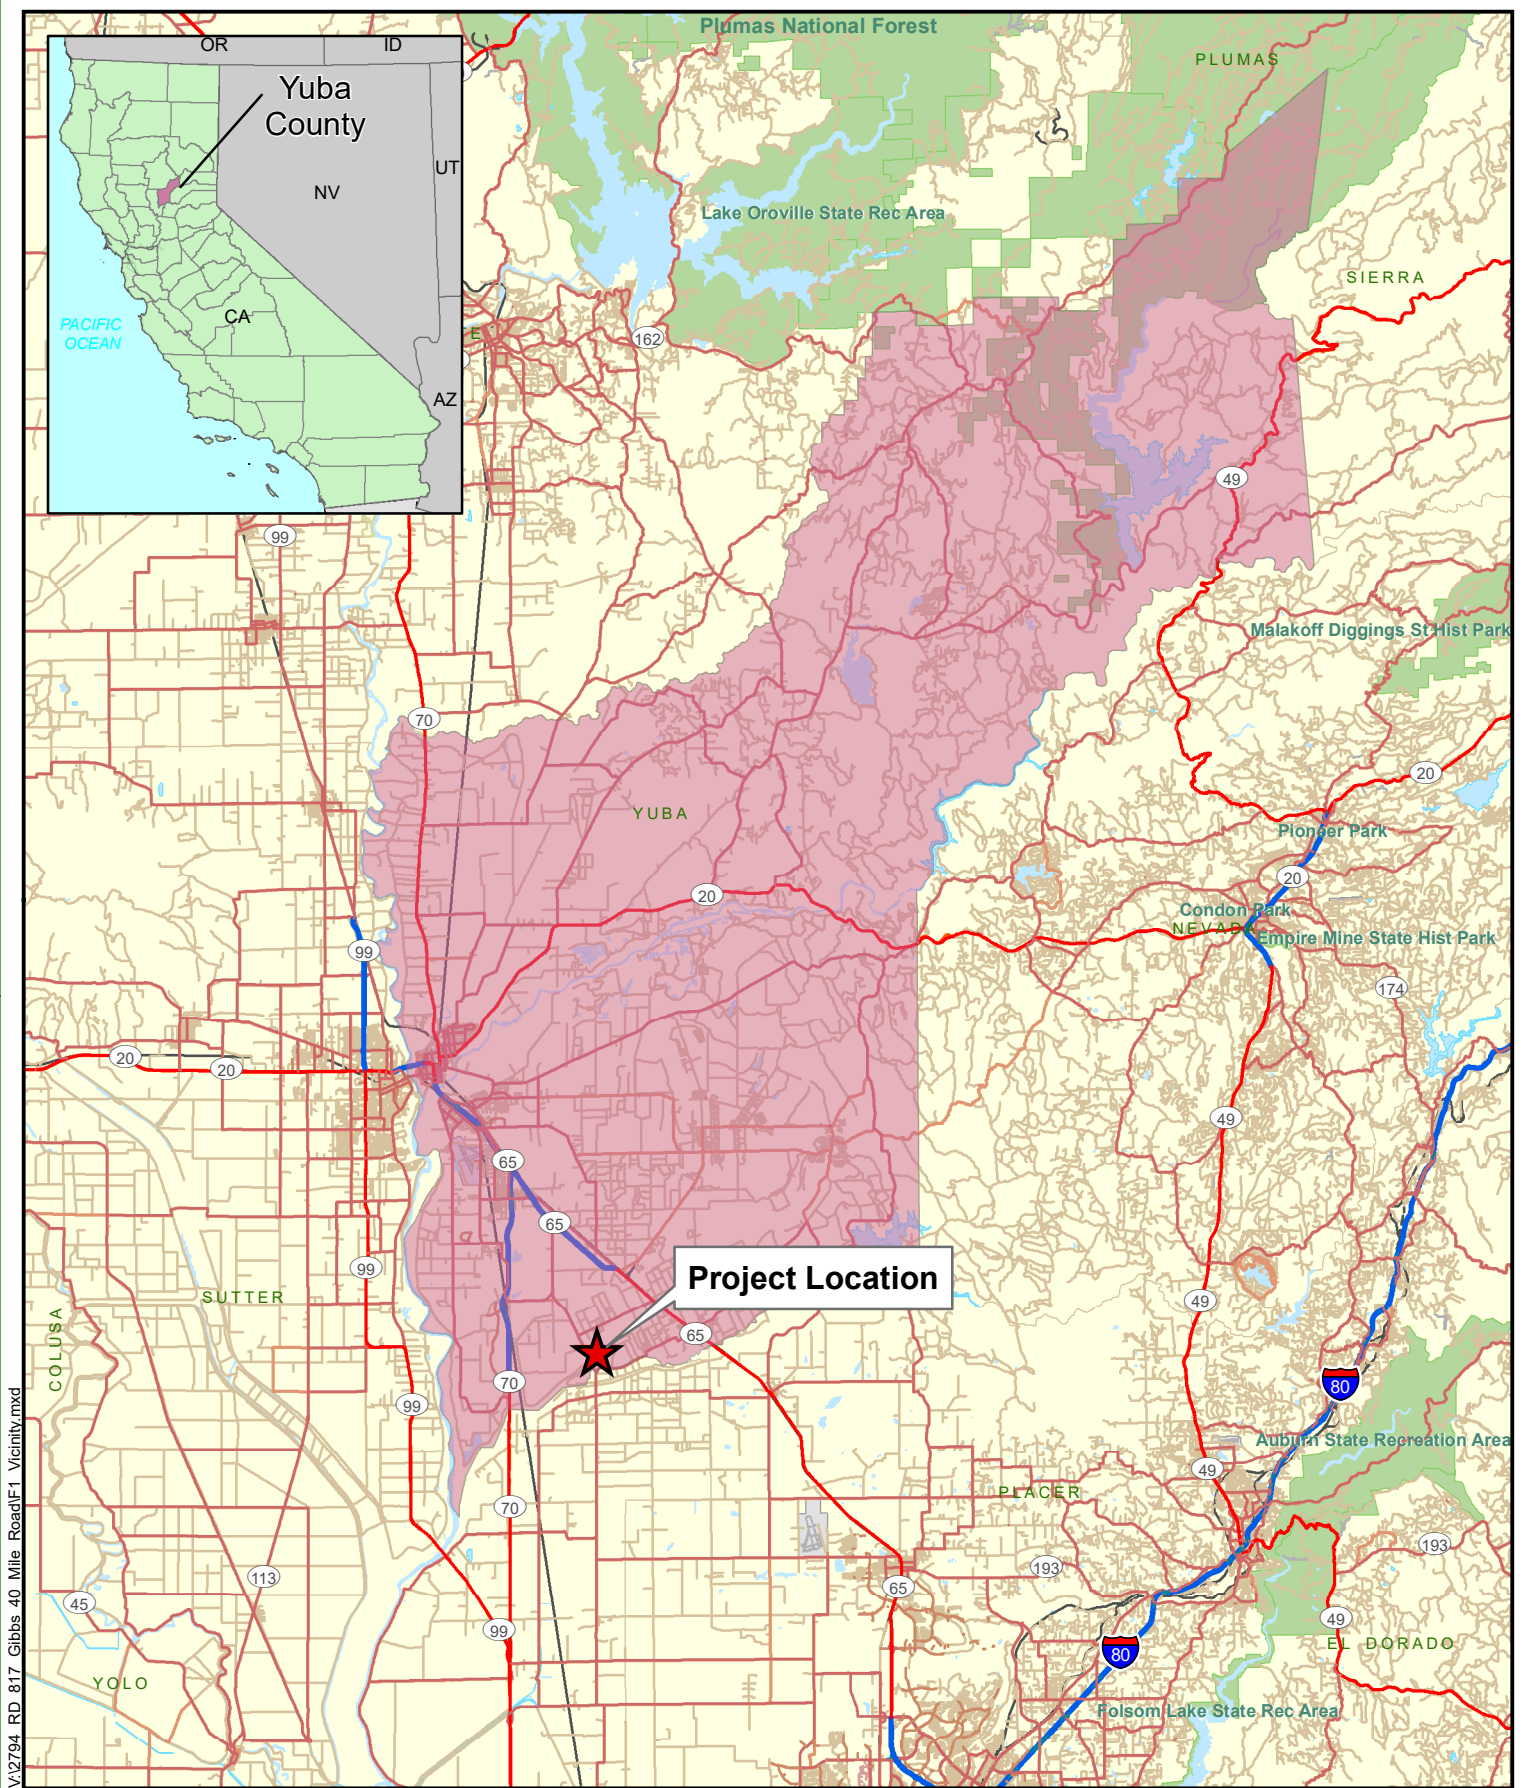 Plumas National Forest
OR
ID
PLUMAS
Yuba
County
UT
NV
Lake Oroville State Rec Area
SIERRA
CA
PACIFIC
OCEAN
E
162
AZ
49
99
Malakoff Diggings St Hist Park
70
20
YUBA
Pioneer Park
20
20
Condon Park
NEVADA
Empire Mine State Hist Park
99
174
20
20
49
65
65
99
Project Location
SUTTER
49
COLUSA
65
70
80
99
Auburn State Recreation Area
49
PLACER
70
193
193
113
65
45
49
99
EL DORADO
80
YOLO
Folsom Lake State Rec Area
V:\2794 RD 817 Gibbs 40 Mile Road\F1 Vicinity.mxd